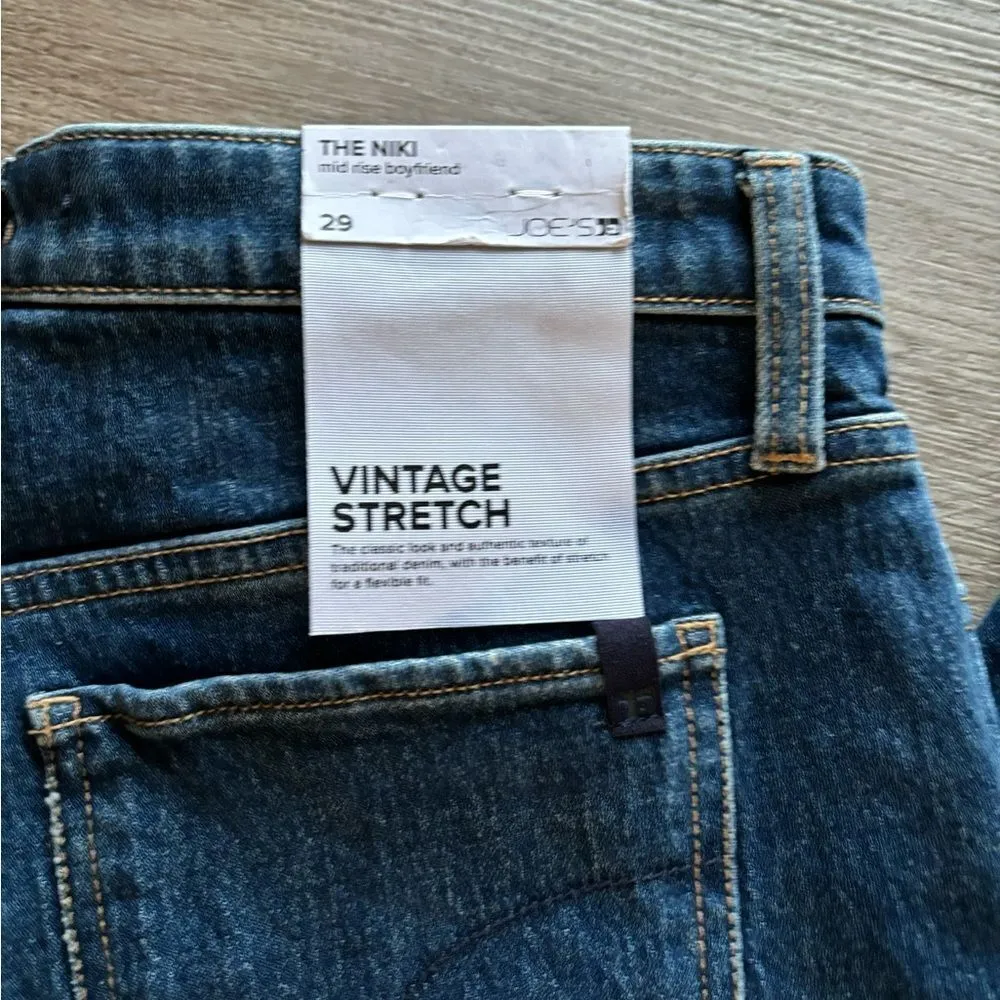 THE NIKI
mid rise boyfriend
29
JOE'S
VINTAGE
STRETCH
The classic look and authentic texture of
traditional denim, with the benefit of stretch
for a flexible fit.